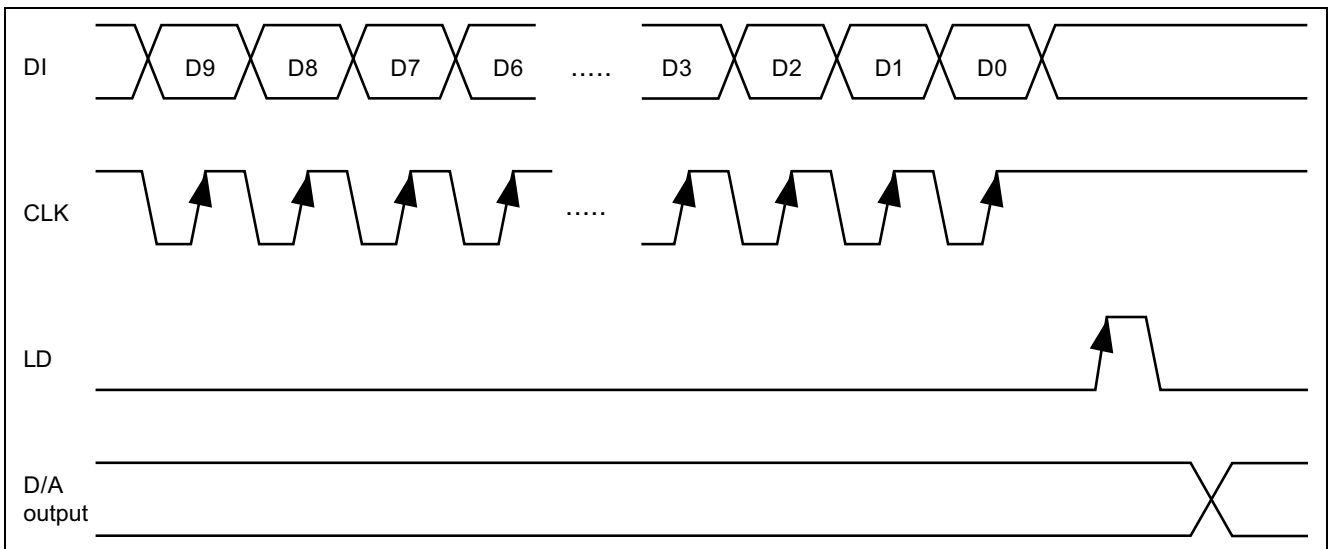 DI D9 D8 D7 D6 ..... D3 D2 D1 D0
CLK .....
LD
D/A
output